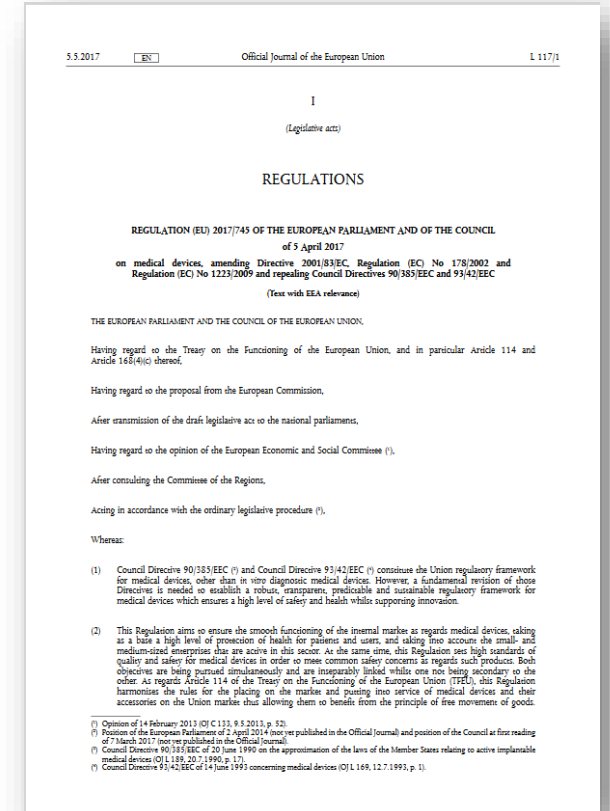 5.5.2017 EN Official Journal of the European Union L 117/1
I
(Legislative acts)
REGULATIONS
REGULATION (EU) 2017/745 OF THE EUROPEAN PARLIAMENT AND OF THE COUNCIL
of 5 April 2017
on medical devices, amending Directive 2001/83/EC, Regulation (EC) No 178/2002 and
Regulation (EC) No 1223/2009 and repealing Council Directives 90/385/EEC and 93/42/EEC
(Text with EEA relevance)
THE EUROPEAN PARLIAMENT AND THE COUNCIL OF THE EUROPEAN UNION,
Having regard to the Treaty on the Functioning of the European Union, and in particular Article 114 and
Article 168(4)(c) thereof,
Having regard to the proposal from the European Commission,
After transmission of the draft legislative act to the national parliaments,
Having regard to the opinion of the European Economic and Social Committee (¹),
After consulting the Committee of the Regions,
Acting in accordance with the ordinary legislative procedure (²),
Whereas:
(1) Council Directive 90/385/EEC (³) and Council Directive 93/42/EEC (⁴) constitute the Union regulatory framework
for medical devices, other than in vitro diagnostic medical devices. However, a fundamental revision of those
Directives is needed to establish a robust, transparent, predictable and sustainable regulatory framework for
medical devices which ensures a high level of safety and health whilst supporting innovation.
(2) This Regulation aims to ensure the smooth functioning of the internal market as regards medical devices, taking
as a base a high level of protection of health for patients and users, and taking into account the small- and
medium-sized enterprises that are active in this sector. At the same time, this Regulation sets high standards of
quality and safety for medical devices in order to meet common safety concerns as regards such products. Both
objectives are being pursued simultaneously and are inseparably linked whilst one not being secondary to the
other. As regards Article 114 of the Treaty on the Functioning of the European Union (TFEU), this Regulation
harmonises the rules for the placing on the market and putting into service of medical devices and their
accessories on the Union market thus allowing them to benefit from the principle of free movement of goods.
(¹) Opinion of 14 February 2013 (OJ C 133, 9.5.2013, p. 52).
(²) Position of the European Parliament of 2 April 2014 (not yet published in the Official Journal) and position of the Council at first reading
of 7 March 2017 (not yet published in the Official Journal).
(³) Council Directive 90/385/EEC of 20 June 1990 on the approximation of the laws of the Member States relating to active implantable
medical devices (OJ L 189, 20.7.1990, p. 17).
(⁴) Council Directive 93/42/EEC of 14 June 1993 concerning medical devices (OJ L 169, 12.7.1993, p. 1).